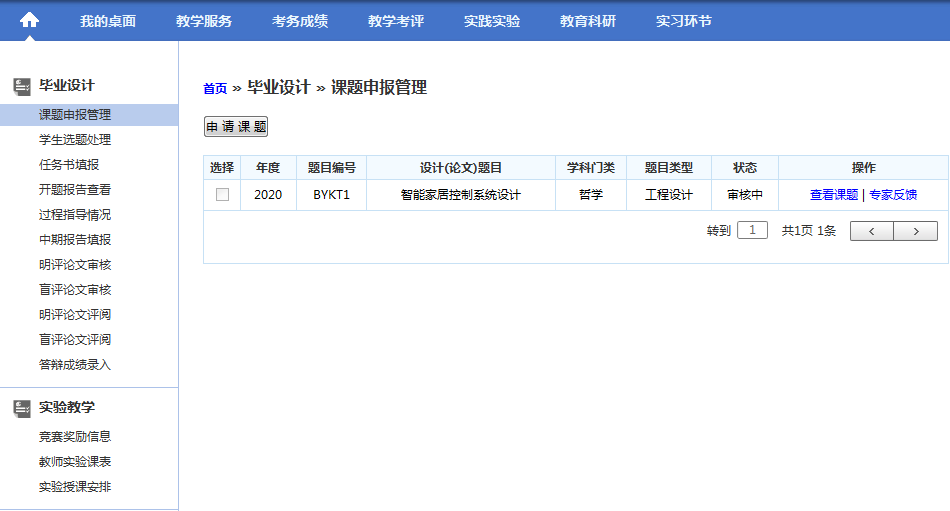 我的桌面 教学服务 考务成绩 教学考评 实践实验 教育科研 实习环节
毕业设计
课题申报管理
学生选题处理
任务书填报
开题报告查看
过程指导情况
中期报告填报
明评论文审核
盲评论文审核
明评论文评阅
盲评论文评阅
答辩成绩录入
实验教学
竞赛奖励信息
教师实验课表
实验授课安排
首页 » 毕业设计 » 课题申报管理
申 请 课 题
选择 年度 题目编号 设计(论文)题目 学科门类 题目类型 状态 操作
2020 BYKT1 智能家居控制系统设计 哲学 工程设计 审核中 查看课题 | 专家反馈
转到 1 共1页 1条 < >